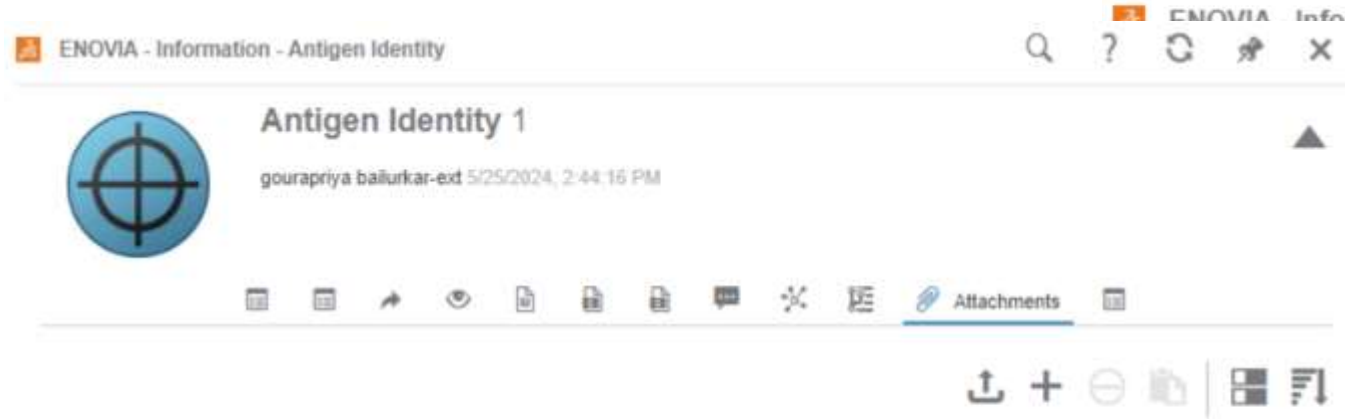 ENOVIA - Info
ENOVIA - Information - Antigen Identity
?
Antigen Identity 1
gourapriya bailurkar-ext 5/25/2024, 2:44:16 PM
Attachments